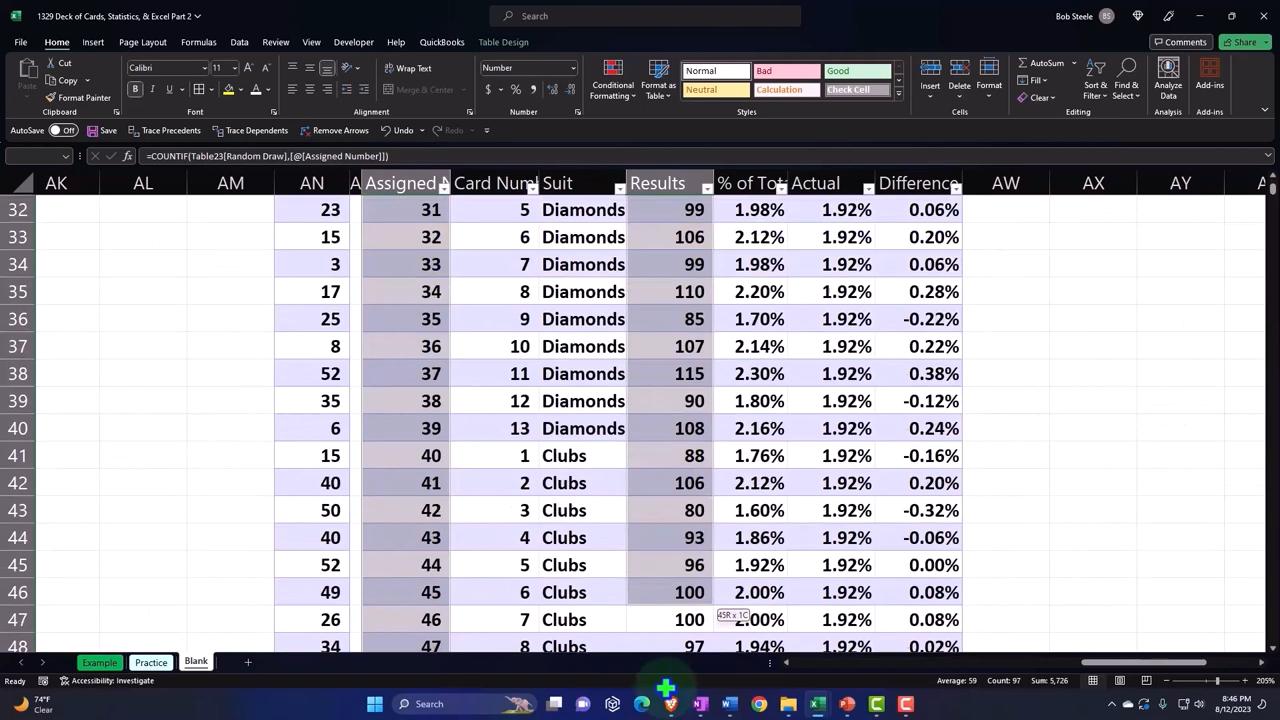 1329 Deck of Cards, Statistics, & Excel Part 2
Search
Bob Steele
BS
File Home Insert Page Layout Formulas Data Review View Developer Help QuickBooks Table Design
Comments
Share
Cut
Copy
Format Painter
Clipboard
Calibri
11
Font
Wrap Text
Merge & Center
Alignment
Number
Number
Conditional Formatting
Format as Table
Normal Bad Good
Neutral Calculation Check Cell
Styles
Insert Delete Format
Cells
AutoSum
Fill
Clear
Sort & Filter
Find & Select
Editing
Analyze Data
Analysis
Add-ins
Add-ins
AutoSave Off Save Trace Precedents Trace Dependents Remove Arrows Undo Redo
=COUNTIF(Table23[Random Draw],[@[Assigned Number]])
AK AL AM AN A Assigned N Card Num Suit Results % of Tot Actual Difference AW AX AY A
32 23 31 5 Diamonds 99 1.98% 1.92% 0.06%
33 15 32 6 Diamonds 106 2.12% 1.92% 0.20%
34 3 33 7 Diamonds 99 1.98% 1.92% 0.06%
35 17 34 8 Diamonds 110 2.20% 1.92% 0.28%
36 25 35 9 Diamonds 85 1.70% 1.92% -0.22%
37 8 36 10 Diamonds 107 2.14% 1.92% 0.22%
38 52 37 11 Diamonds 115 2.30% 1.92% 0.38%
39 35 38 12 Diamonds 90 1.80% 1.92% -0.12%
40 6 39 13 Diamonds 108 2.16% 1.92% 0.24%
41 15 40 1 Clubs 88 1.76% 1.92% -0.16%
42 40 41 2 Clubs 106 2.12% 1.92% 0.20%
43 50 42 3 Clubs 80 1.60% 1.92% -0.32%
44 40 43 4 Clubs 93 1.86% 1.92% -0.06%
45 52 44 5 Clubs 96 1.92% 1.92% 0.00%
46 49 45 6 Clubs 100 2.00% 1.92% 0.08%
45R x 1C
47 26 46 7 Clubs 100 2.00% 1.92% 0.08%
48 34 47 8 Clubs 97 1.94% 1.92% 0.02%
Example Practice Blank
Ready Accessibility: Investigate Average: 59 Count: 97 Sum: 5,726 205%
74°F
Clear
Search
8:46 PM
8/12/2023